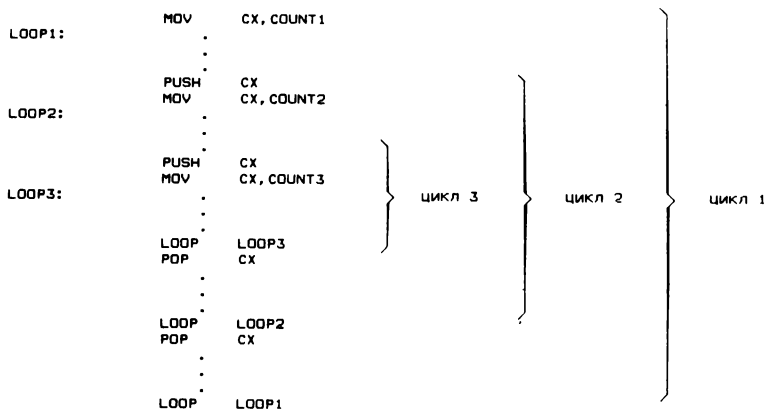 MOV CX, COUNT1
LOOP1:
.
.
.
PUSH CX
MOV CX, COUNT2
LOOP2:
.
.
.
PUSH CX
MOV CX, COUNT3
LOOP3: цикл 3 цикл 2 цикл 1
.
.
.
LOOP LOOP3
POP CX
.
.
.
LOOP LOOP2
POP CX
.
.
.
LOOP LOOP1